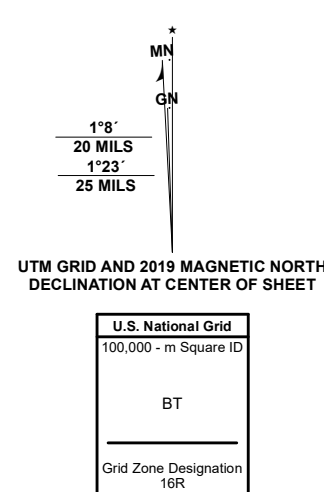 ★
MN
GN
1°8´
20 MILS
1°23´
25 MILS
UTM GRID AND 2019 MAGNETIC NORTH
DECLINATION AT CENTER OF SHEET
U.S. National Grid
100,000 - m Square ID
BT
Grid Zone Designation
16R